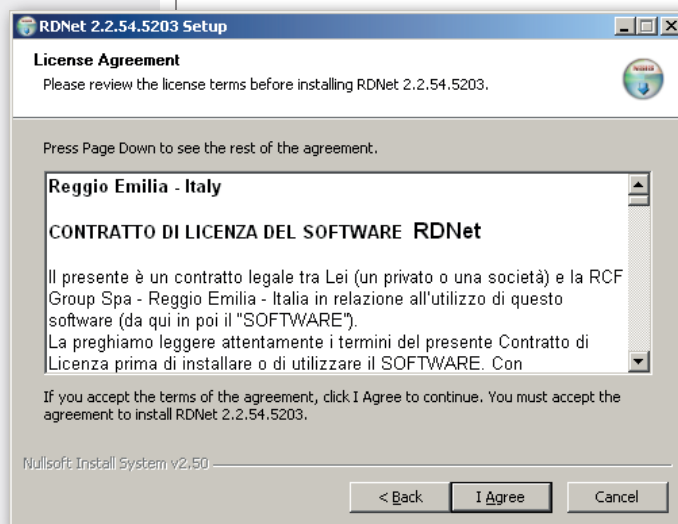 RDNet 2.2.54.5203 Setup
License Agreement
Please review the license terms before installing RDNet 2.2.54.5203.
Press Page Down to see the rest of the agreement.
Reggio Emilia - Italy
CONTRATTO DI LICENZA DEL SOFTWARE RDNet
Il presente è un contratto legale tra Lei (un privato o una società) e la RCF
Group Spa - Reggio Emilia - Italia in relazione all'utilizzo di questo
software (da qui in poi il "SOFTWARE").
La preghiamo leggere attentamente i termini del presente Contratto di
Licenza prima di installare o di utilizzare il SOFTWARE. Con
If you accept the terms of the agreement, click I Agree to continue. You must accept the
agreement to install RDNet 2.2.54.5203.
Nullsoft Install System v2.50
< Back I Agree Cancel